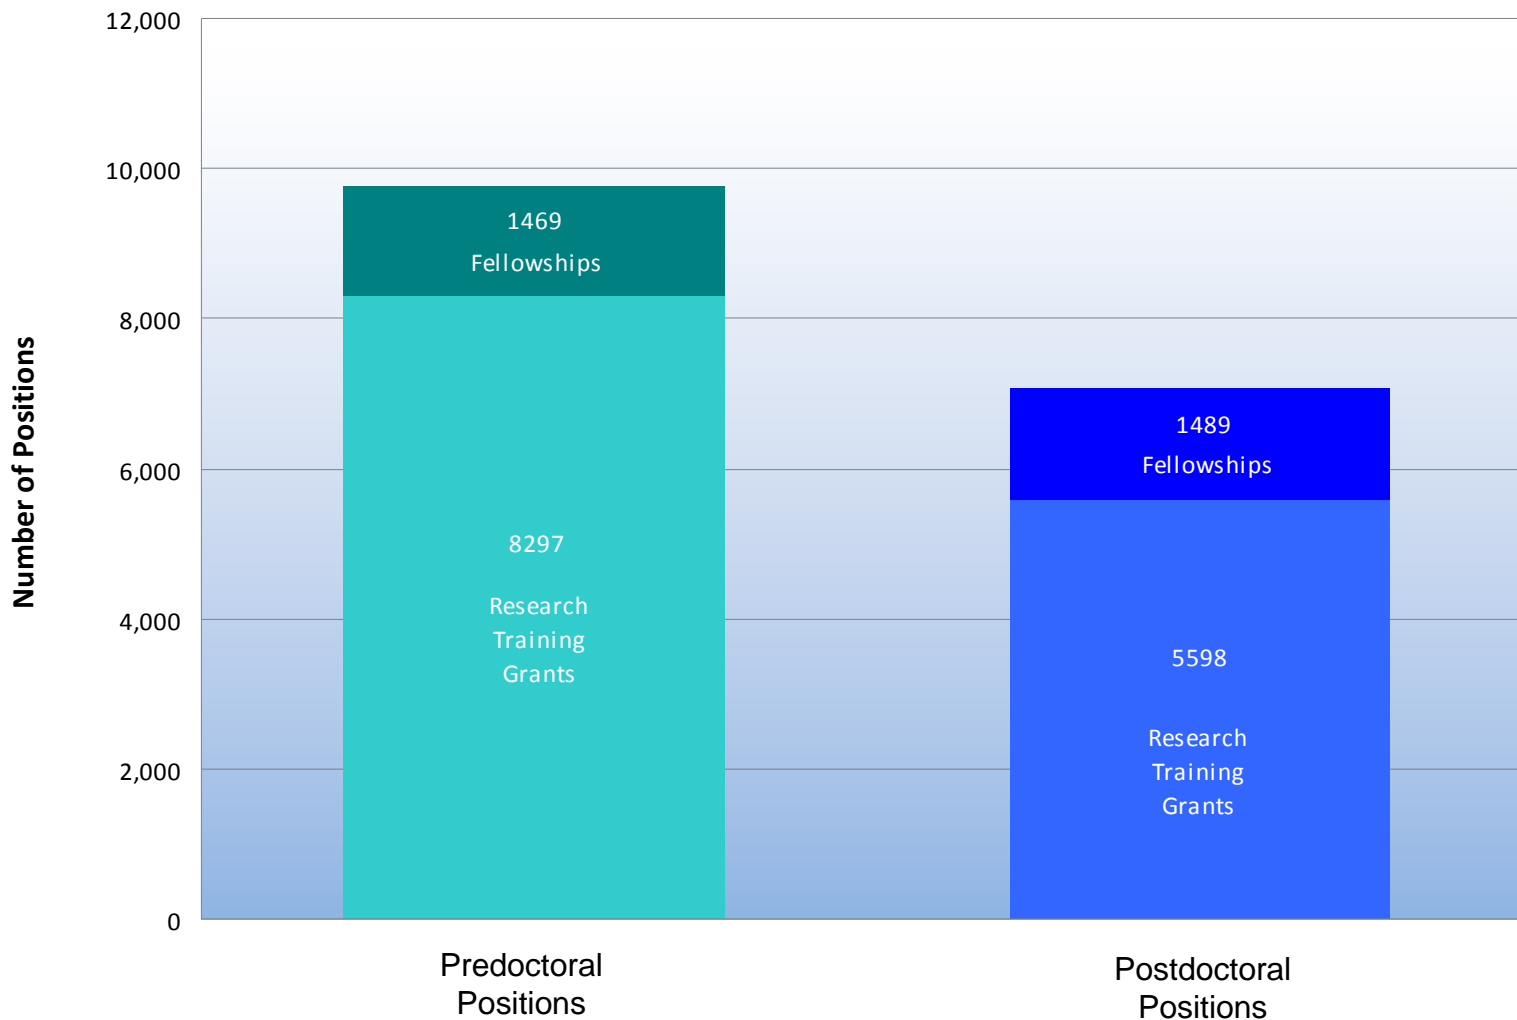 12,000
10,000
8,000
6,000
4,000
2,000
0
Number of Positions
1469
Fellowships
8297
Research
Training
Grants
1489
Fellowships
5598
Research
Training
Grants
Predoctoral
Positions
Postdoctoral
Positions